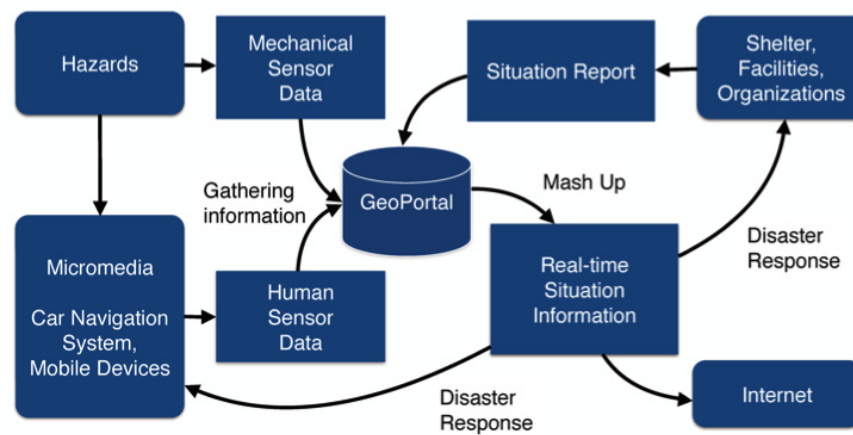 Hazards
Mechanical
Sensor
Data
Situation Report
Shelter,
Facilities,
Organizations
Gathering
information
GeoPortal
Mash Up
Disaster
Response
Micromedia
Car Navigation
System,
Mobile Devices
Human
Sensor
Data
Real-time
Situation
Information
Disaster
Response
Internet